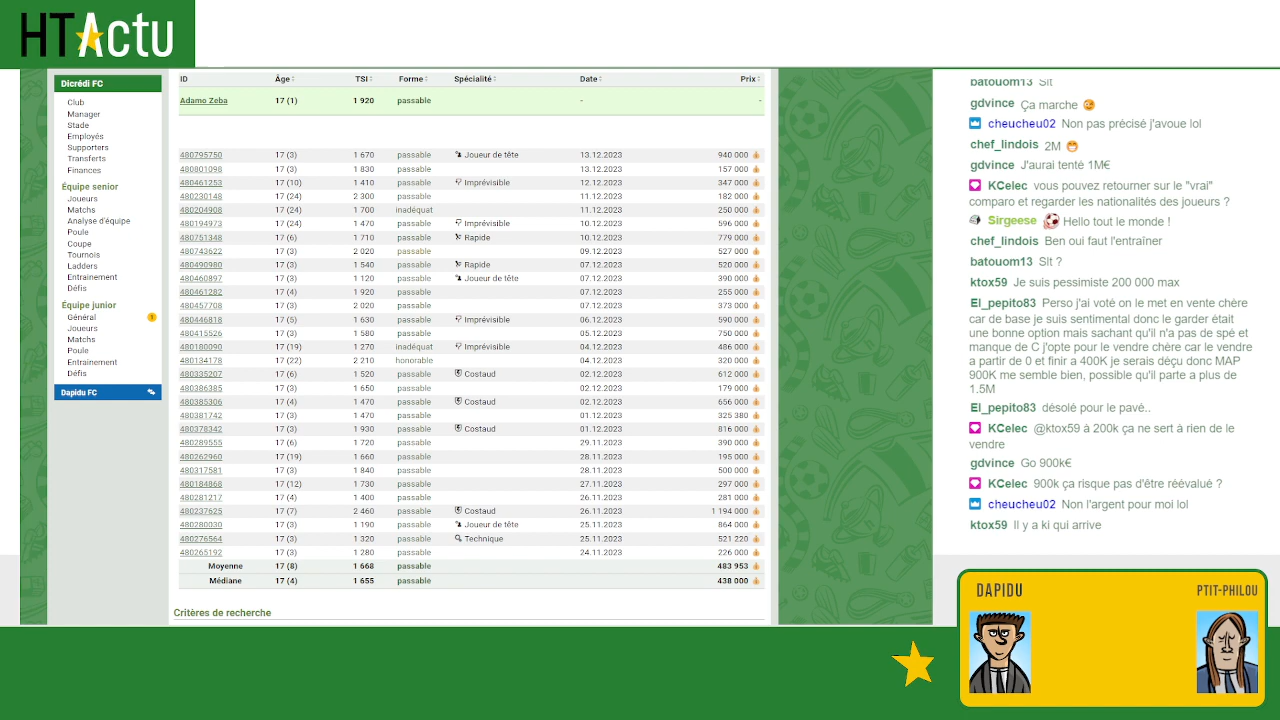 HTActu
Dicrédi FC
Club
Manager
Stade
Employés
Supporters
Transferts
Finances
Équipe senior
Joueurs
Matchs
Analyse d'équipe
Poule
Coupe
Tournois
Ladders
Entrainement
Défis
Équipe junior
Général 1
Joueurs
Matchs
Poule
Entrainement
Défis
Dapidu FC
ID Âge TSI Forme Spécialité Date Prix
Adamo Zeba 17 (1) 1 920 passable - -
480795750 17 (3) 1 670 passable Joueur de tête 13.12.2023 940 000
480801098 17 (3) 1 830 passable 13.12.2023 157 000
480461253 17 (10) 1 410 passable Imprévisible 12.12.2023 347 000
480230148 17 (24) 2 300 passable 11.12.2023 182 000
480204908 17 (24) 1 700 inadéquat 11.12.2023 250 000
480194973 17 (24) 1 470 passable Imprévisible 10.12.2023 596 000
480751348 17 (6) 1 710 passable Rapide 10.12.2023 779 000
480743622 17 (3) 2 020 passable 09.12.2023 527 000
480490980 17 (3) 1 540 passable Rapide 07.12.2023 520 000
480460897 17 (3) 1 120 passable Joueur de tête 07.12.2023 390 000
480461282 17 (4) 1 920 passable 07.12.2023 255 000
480457708 17 (3) 2 020 passable 07.12.2023 373 000
480446818 17 (5) 1 630 passable Imprévisible 06.12.2023 590 000
480415526 17 (3) 1 580 passable 05.12.2023 750 000
480180090 17 (19) 1 270 inadéquat Imprévisible 04.12.2023 486 000
480134178 17 (22) 2 210 honorable 04.12.2023 320 000
480335207 17 (6) 1 520 passable Costaud 02.12.2023 612 000
480386385 17 (3) 1 650 passable 02.12.2023 179 000
480385306 17 (4) 1 470 passable Costaud 02.12.2023 656 000
480381742 17 (3) 1 470 passable 01.12.2023 325 380
480378342 17 (3) 1 930 passable Costaud 01.12.2023 816 000
480289555 17 (6) 1 720 passable 29.11.2023 390 000
480262960 17 (19) 1 660 passable 28.11.2023 195 000
480317581 17 (3) 1 840 passable 28.11.2023 500 000
480184868 17 (12) 1 730 passable 27.11.2023 297 000
480281217 17 (4) 1 400 passable 26.11.2023 281 000
480237625 17 (7) 2 460 passable Costaud 26.11.2023 1 194 000
480280030 17 (3) 1 190 passable Joueur de tête 25.11.2023 864 000
480276564 17 (3) 1 320 passable Technique 25.11.2023 521 220
480265192 17 (3) 1 280 passable 24.11.2023 226 000
Moyenne 17 (8) 1 668 passable 483 953
Médiane 17 (4) 1 655 passable 438 000
Critères de recherche
batouom13 Slt
gdvince Ça marche
cheucheu02 Non pas précisé j'avoue lol
chef_lindois 2M
gdvince J'aurai tenté 1M€
KCelec vous pouvez retourner sur le "vrai"
comparo et regarder les nationalités des joueurs ?
Sirgeese Hello tout le monde !
chef_lindois Ben oui faut l'entraîner
batouom13 Slt ?
ktox59 Je suis pessimiste 200 000 max
El_pepito83 Perso j'ai voté on le met en vente chère
car de base je suis sentimental donc le garder était
une bonne option mais sachant qu'il n'a pas de spé et
manque de C j'opte pour le vendre chère car le vendre
a partir de 0 et finir a 400K je serais déçu donc MAP
900K me semble bien, possible qu'il parte a plus de
1.5M
El_pepito83 désolé pour le pavé..
KCelec @ktox59 à 200k ça ne sert à rien de le
vendre
gdvince Go 900k€
KCelec 900k ça risque pas d'être réévalué ?
cheucheu02 Non l'argent pour moi lol
ktox59 Il y a ki qui arrive
DAPIDU
PTIT-PHILOU